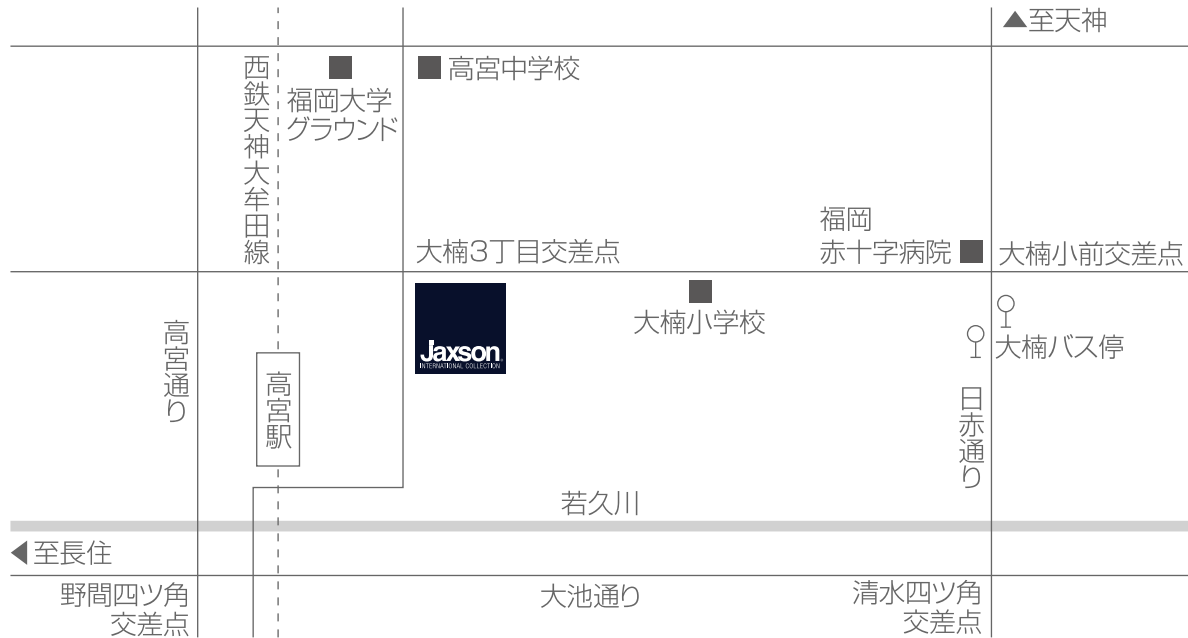 ▲至天神
西鉄天神大牟田線
福岡大学
グラウンド
高宮中学校
大楠3丁目交差点
福岡
赤十字病院
大楠小前交差点
Jaxson
INTERNATIONAL COLLECTION
大楠小学校
大楠バス停
高宮通り
高宮駅
日赤通り
若久川
◀至長住
野間四ツ角
交差点
大池通り
清水四ツ角
交差点